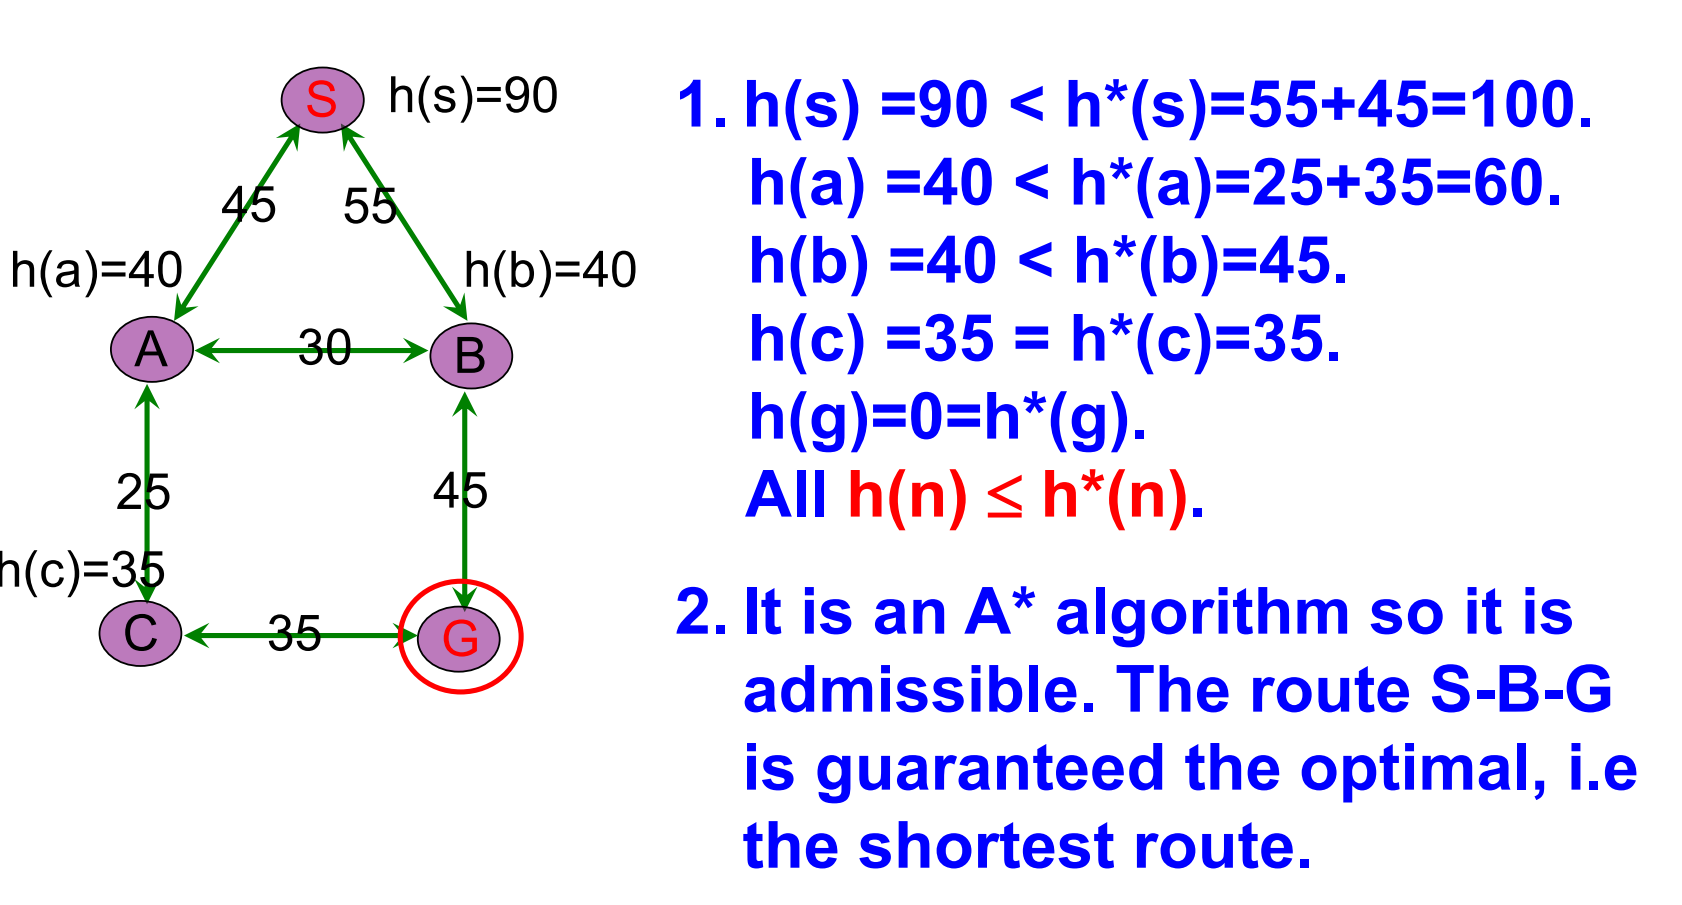 S
h(s)=90
45
55
h(a)=40
h(b)=40
A
30
B
25
45
h(c)=35
C
35
G
1. h(s) =90 < h*(s)=55+45=100.
h(a) =40 < h*(a)=25+35=60.
h(b) =40 < h*(b)=45.
h(c) =35 = h*(c)=35.
h(g)=0=h*(g).
All h(n) ≤ h*(n).
2. It is an A* algorithm so it is
admissible. The route S-B-G
is guaranteed the optimal, i.e
the shortest route.